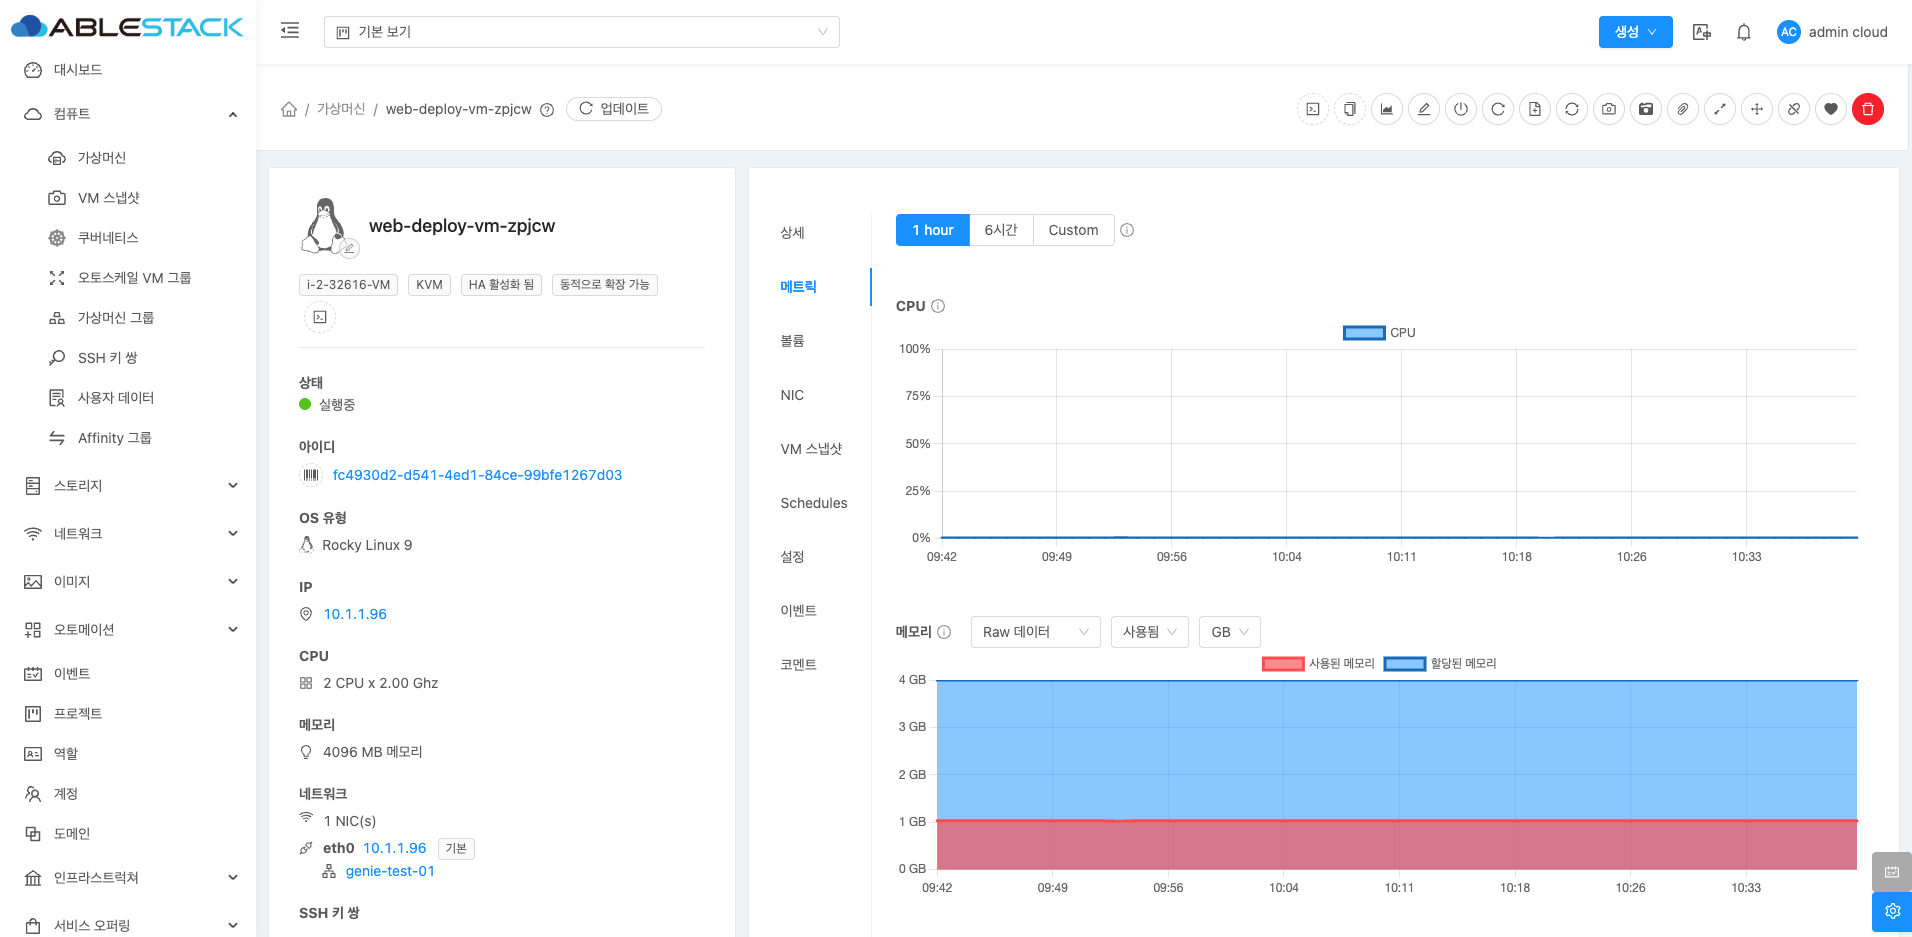 ABLESTACK
기본 보기
생성
AC admin cloud
대시보드
컴퓨트
가상머신
VM 스냅샷
쿠버네티스
오토스케일 VM 그룹
가상머신 그룹
SSH 키 쌍
사용자 데이터
Affinity 그룹
스토리지
네트워크
이미지
오토메이션
이벤트
프로젝트
역할
계정
도메인
인프라스트럭쳐
서비스 오퍼링
/ 가상머신 / web-deploy-vm-zpjcw
업데이트
web-deploy-vm-zpjcw
i-2-32616-VM
KVM
HA 활성화 됨
동적으로 확장 가능
상태
실행중
아이디
fc4930d2-d541-4ed1-84ce-99bfe1267d03
OS 유형
Rocky Linux 9
IP
10.1.1.96
CPU
2 CPU x 2.00 Ghz
메모리
4096 MB 메모리
네트워크
1 NIC(s)
eth0 10.1.1.96 기본
genie-test-01
SSH 키 쌍
상세
메트릭
볼륨
NIC
VM 스냅샷
Schedules
설정
이벤트
코멘트
1 hour 6시간 Custom
CPU
CPU
100%
75%
50%
25%
0%
09:42 09:49 09:56 10:04 10:11 10:18 10:26 10:33
메모리 Raw 데이터 사용됨 GB
사용된 메모리 할당된 메모리
4 GB
3 GB
2 GB
1 GB
0 GB
09:42 09:49 09:56 10:04 10:11 10:18 10:26 10:33